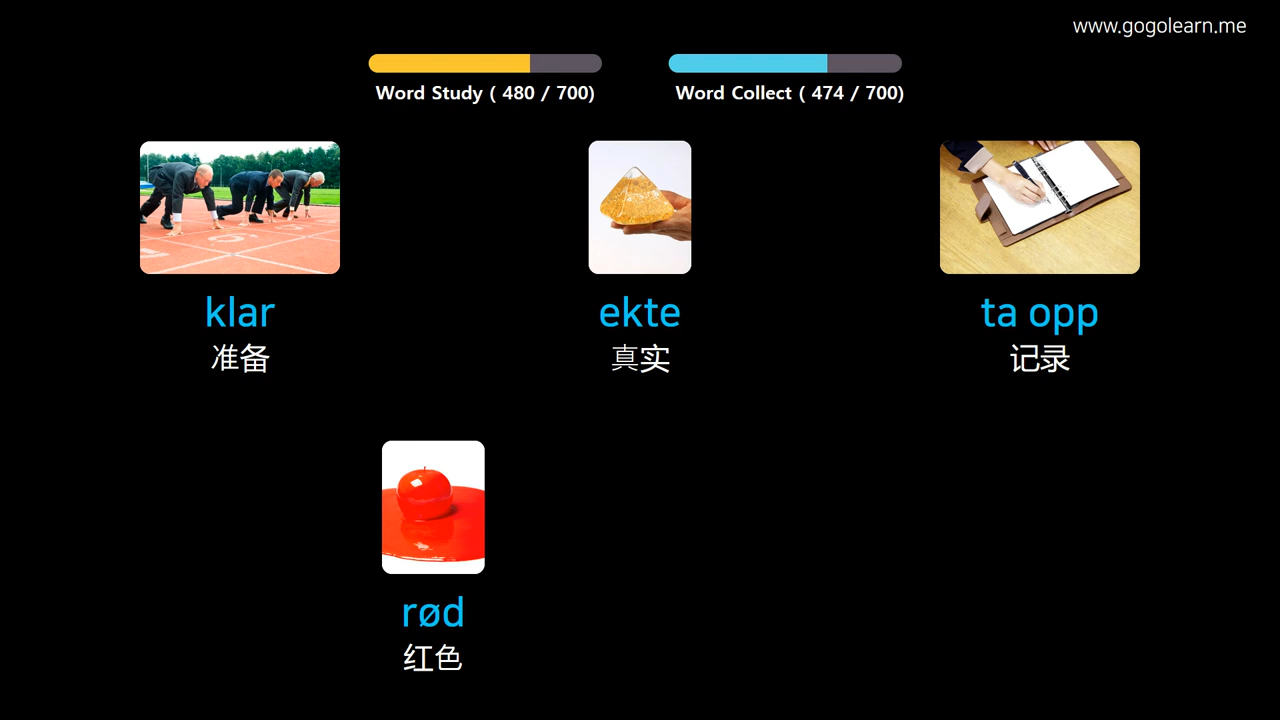 www.gogolearn.me
Word Study ( 480 / 700)
Word Collect ( 474 / 700)
klar
准备
ekte
真实
ta opp
记录
rød
红色